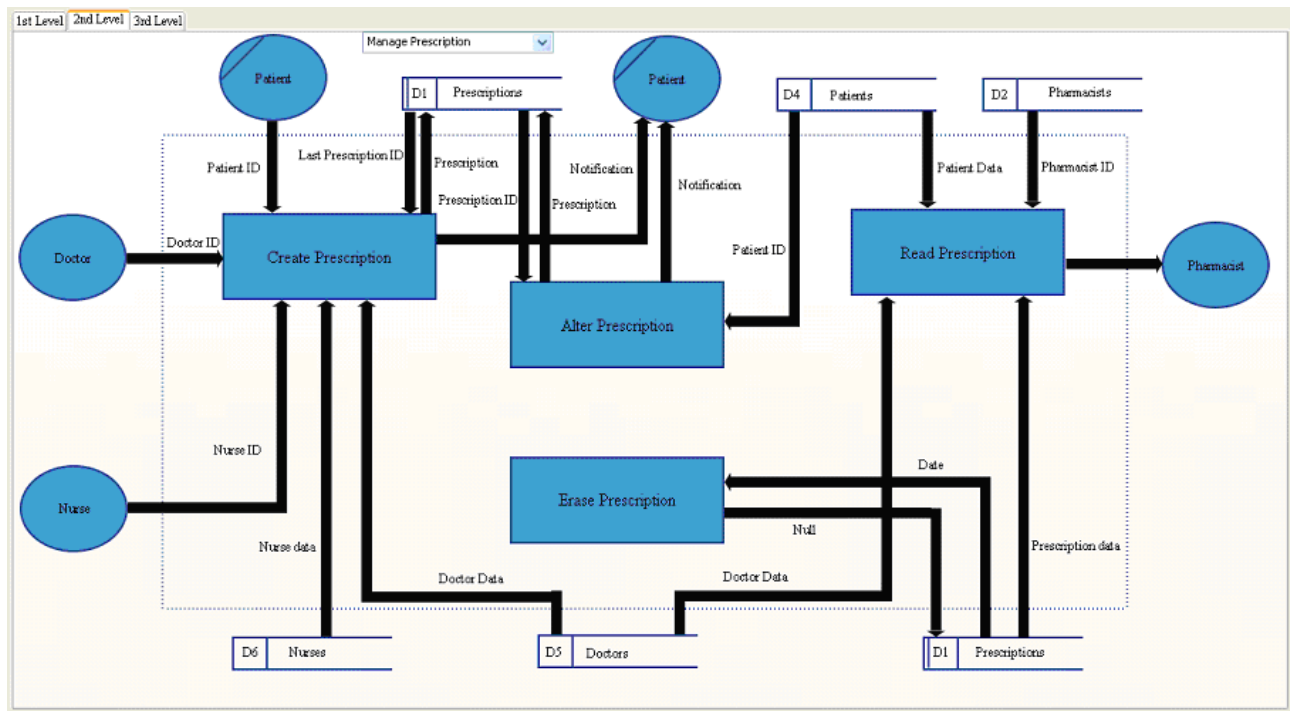 1st Level 2nd Level 3rd Level
Manage Prescription
Patient
D1 Prescriptions
Patient
D4 Patients
D2 Pharmacists
Patient ID
Last Prescription ID
Prescription
Prescription ID
Prescription
Notification
Notification
Patient ID
Patient Data
Pharmacist ID
Doctor
Doctor ID
Create Prescription
Read Prescription
Pharmacist
Alter Prescription
Nurse ID
Nurse
Nurse data
Erase Prescription
Date
Null
Prescription data
Doctor Data
Doctor Data
D6 Nurses
D5 Doctors
D1 Prescriptions